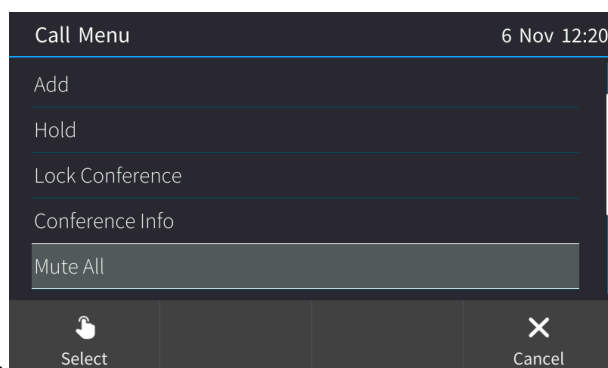 Call Menu 6 Nov 12:20
Add
Hold
Lock Conference
Conference Info
Mute All
Select Cancel